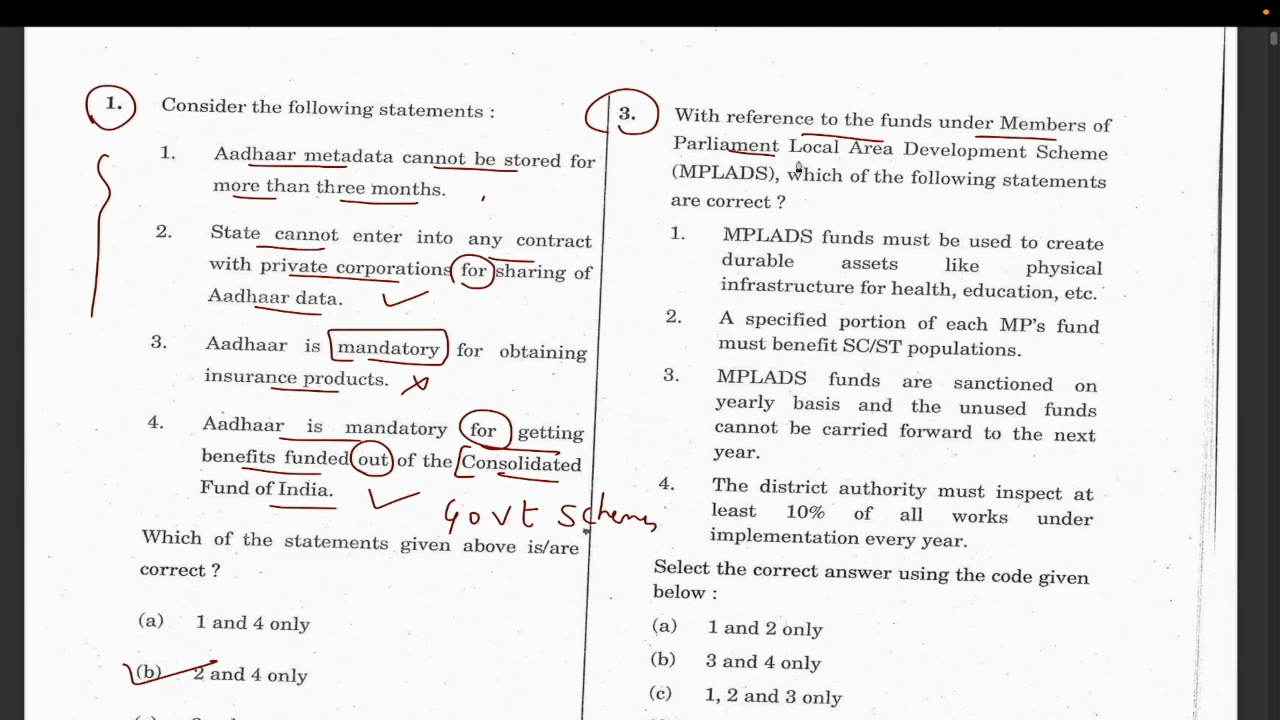 1. Consider the following statements :
1. Aadhaar metadata cannot be stored for
more than three months.
2. State cannot enter into any contract
with private corporations for sharing of
Aadhaar data.
3. Aadhaar is mandatory for obtaining
insurance products.
4. Aadhaar is mandatory for getting
benefits funded out of the Consolidated
Fund of India.
Govt Schemes
Which of the statements given above is/are
correct ?
(a) 1 and 4 only
(b) 2 and 4 only
3. With reference to the funds under Members of
Parliament Local Area Development Scheme
(MPLADS), which of the following statements
are correct ?
1. MPLADS funds must be used to create
durable assets like physical
infrastructure for health, education, etc.
2. A specified portion of each MP's fund
must benefit SC/ST populations.
3. MPLADS funds are sanctioned on
yearly basis and the unused funds
cannot be carried forward to the next
year.
4. The district authority must inspect at
least 10% of all works under
implementation every year.
Select the correct answer using the code given
below :
(a) 1 and 2 only
(b) 3 and 4 only
(c) 1, 2 and 3 only